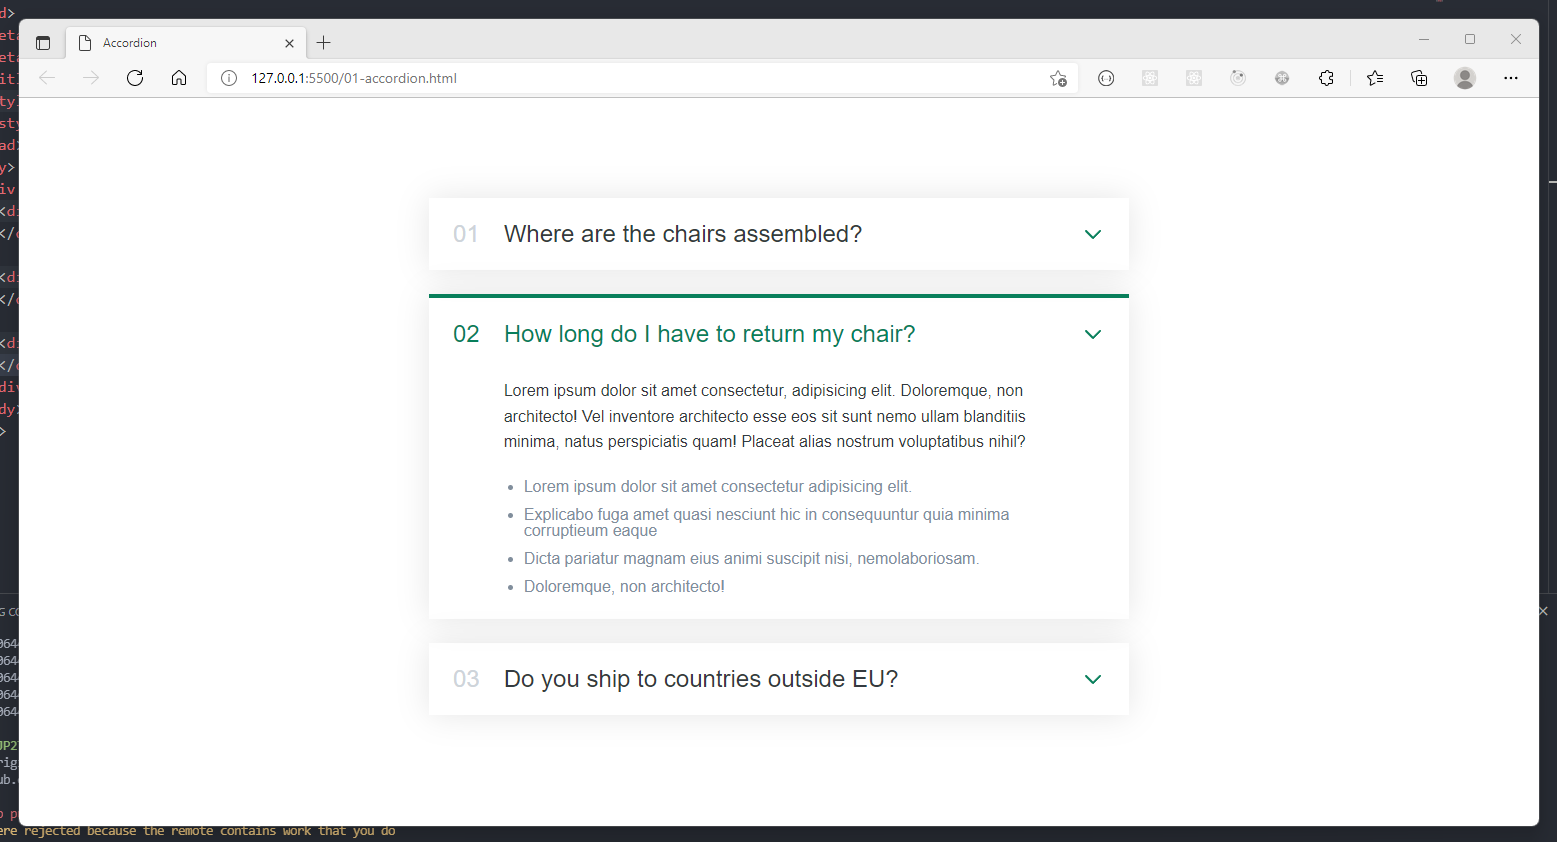 Accordion
127.0.0.1:5500/01-accordion.html
01 Where are the chairs assembled?
02 How long do I have to return my chair?
Lorem ipsum dolor sit amet consectetur, adipisicing elit. Doloremque, non
architecto! Vel inventore architecto esse eos sit sunt nemo ullam blanditiis
minima, natus perspiciatis quam! Placeat alias nostrum voluptatibus nihil?
• Lorem ipsum dolor sit amet consectetur adipisicing elit.
• Explicabo fuga amet quasi nesciunt hic in consequuntur quia minima
corruptieum eaque
• Dicta pariatur magnam eius animi suscipit nisi, nemolaboriosam.
• Doloremque, non architecto!
03 Do you ship to countries outside EU?
rejected because the remote contains work that you do